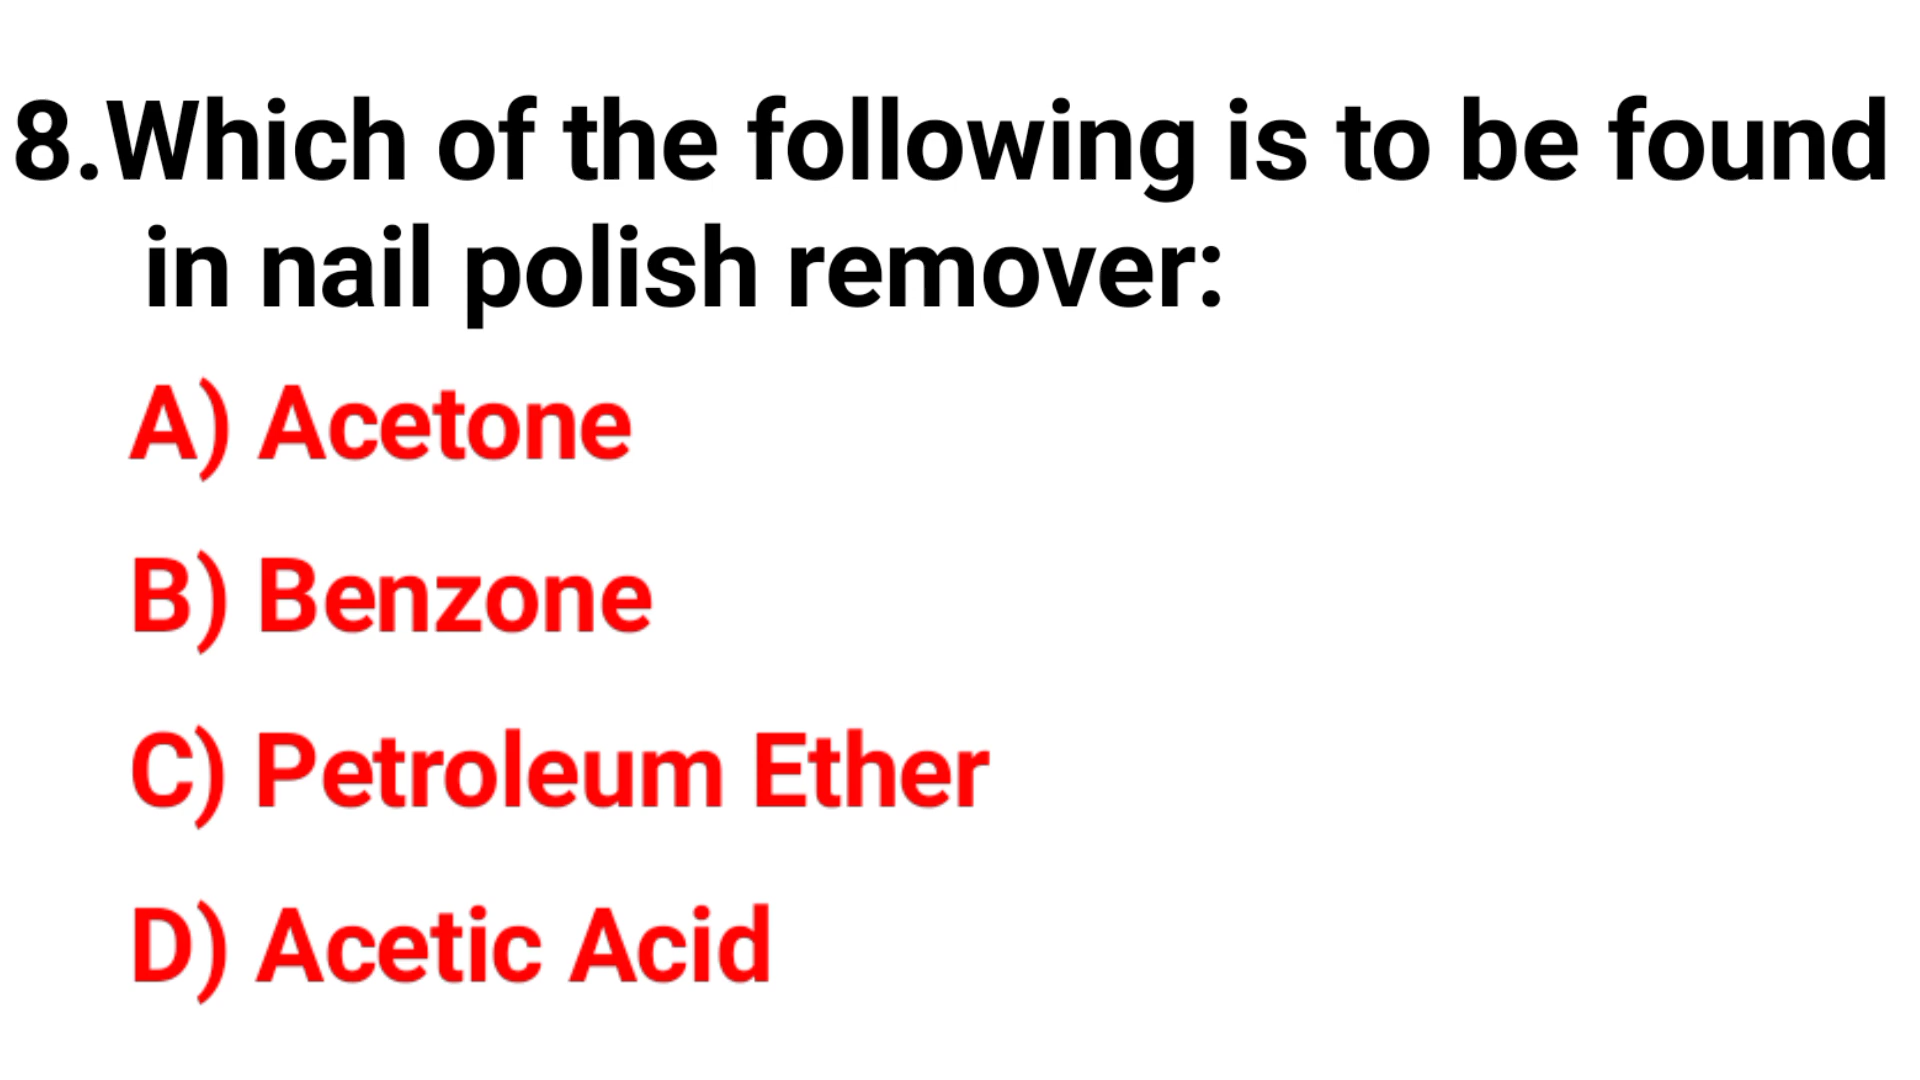 8.Which of the following is to be found
in nail polish remover:
A) Acetone
B) Benzone
C) Petroleum Ether
D) Acetic Acid